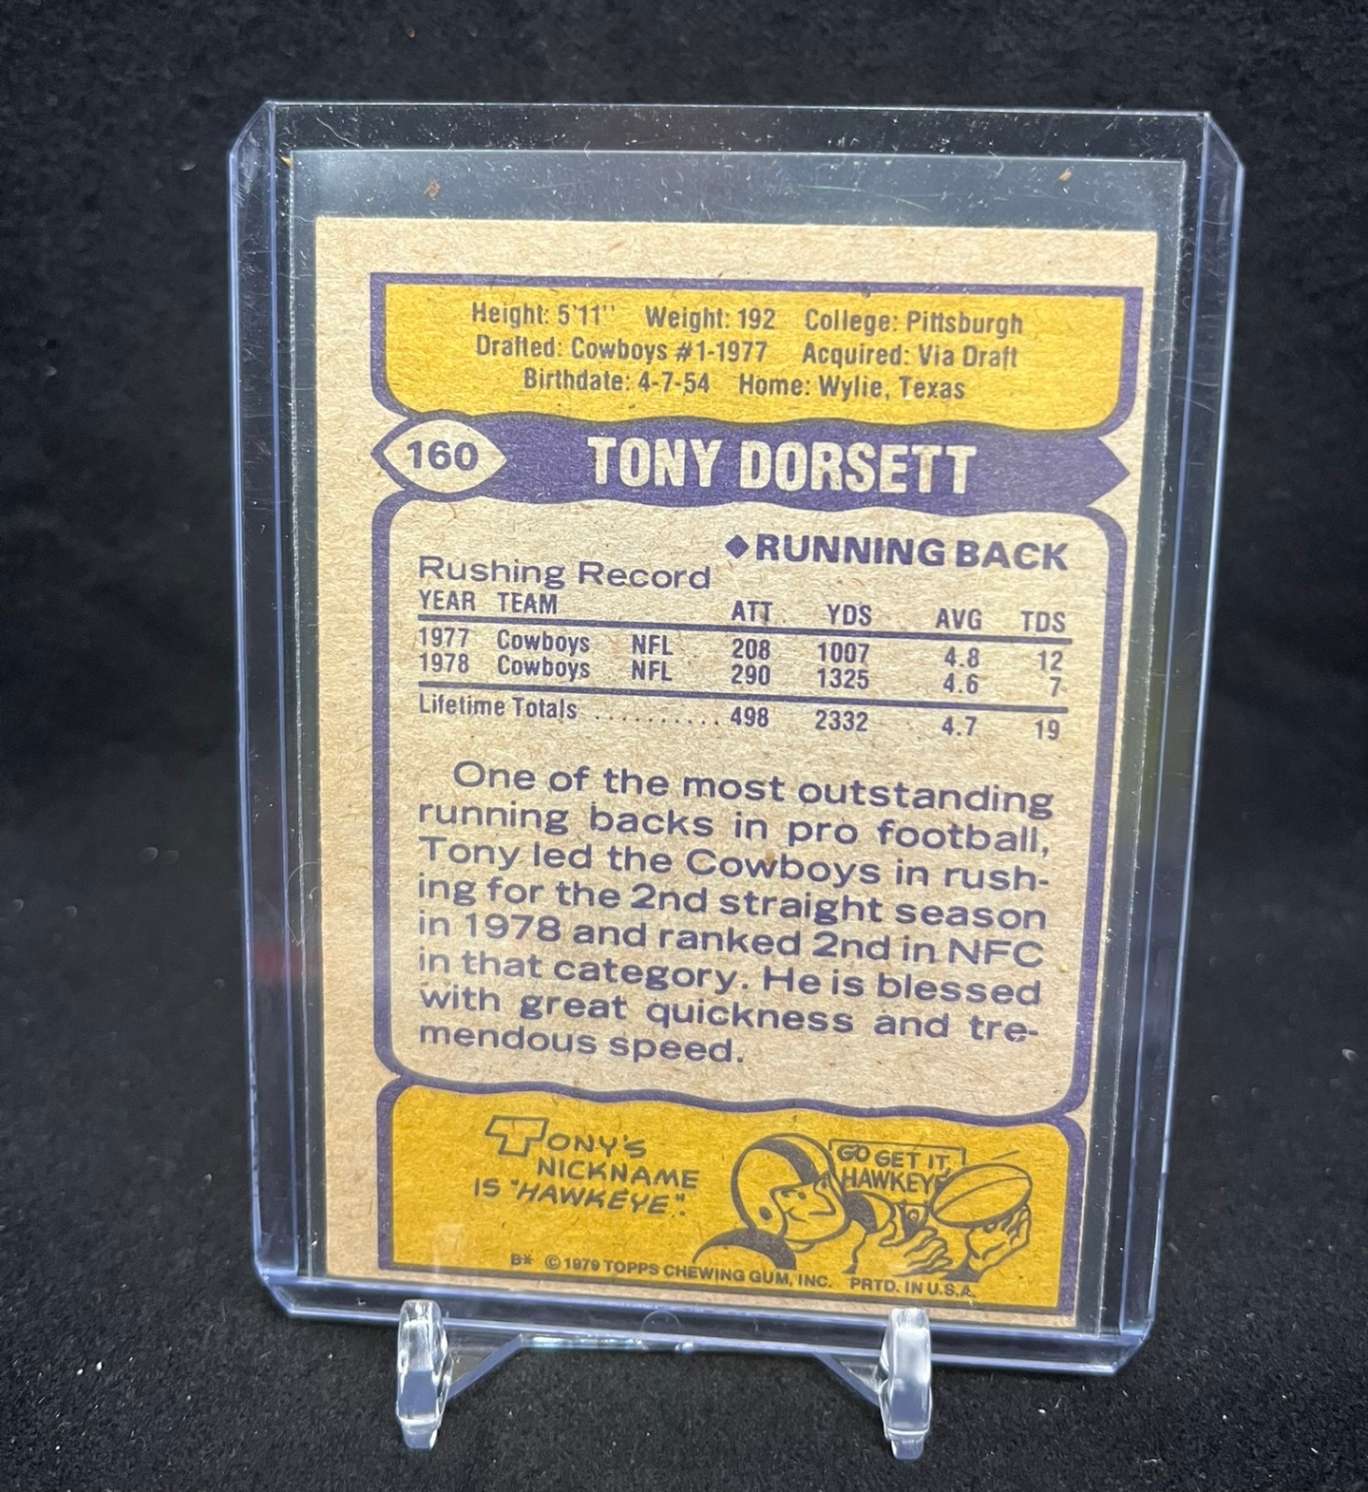 Height: 5'11" Weight: 192 College: Pittsburgh
Drafted: Cowboys #1-1977 Acquired: Via Draft
Birthdate: 4-7-54 Home: Wylie, Texas
160 TONY DORSETT
◆RUNNING BACK
Rushing Record
YEAR TEAM ATT. YDS AVG TDS
1977 Cowboys NFL 208 1007 4.8 12
1978 Cowboys NFL 290 1325 4.6 7
Lifetime Totals .......... 498 2332 4.7 19
One of the most outstanding
running backs in pro football,
Tony led the Cowboys in rush-
ing for the 2nd straight season
in 1978 and ranked 2nd in NFC
in that category. He is blessed
with great quickness and tre-
mendous speed.
TONY'S
NICKNAME
IS "HAWKEYE".
GO GET IT,
HAWKEYE
B* ©1979 TOPPS CHEWING GUM, INC. PRTD. IN U.S.A.